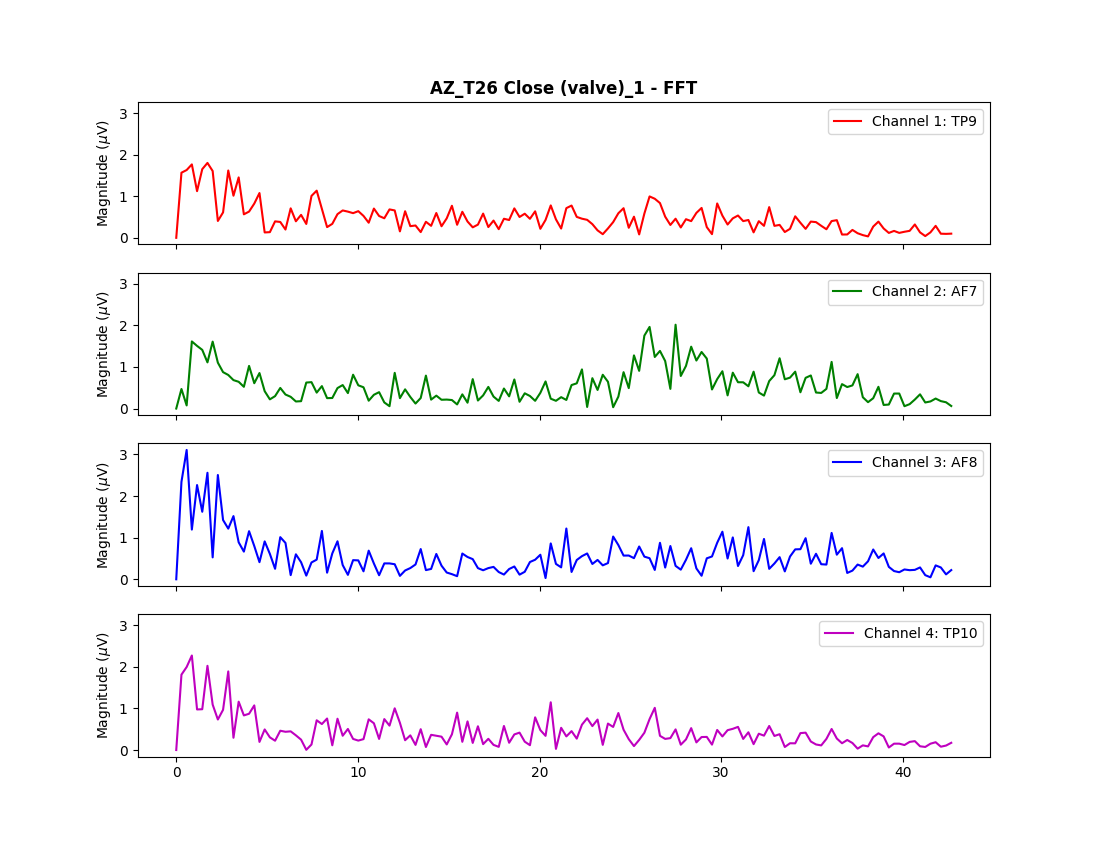 AZ_T26 Close (valve)_1 - FFT
3
2
1
0
Magnitude (μV)
Channel 1: TP9
3
2
1
0
Magnitude (μV)
Channel 2: AF7
3
2
1
0
Magnitude (μV)
Channel 3: AF8
3
2
1
0
Magnitude (μV)
Channel 4: TP10
0 10 20 30 40